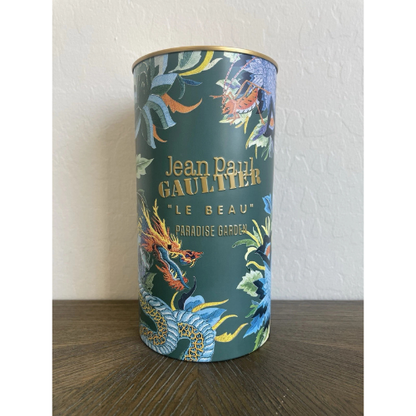 Jean Paul
GAULTIER
"LE BEAU"
PARADISE GARDEN